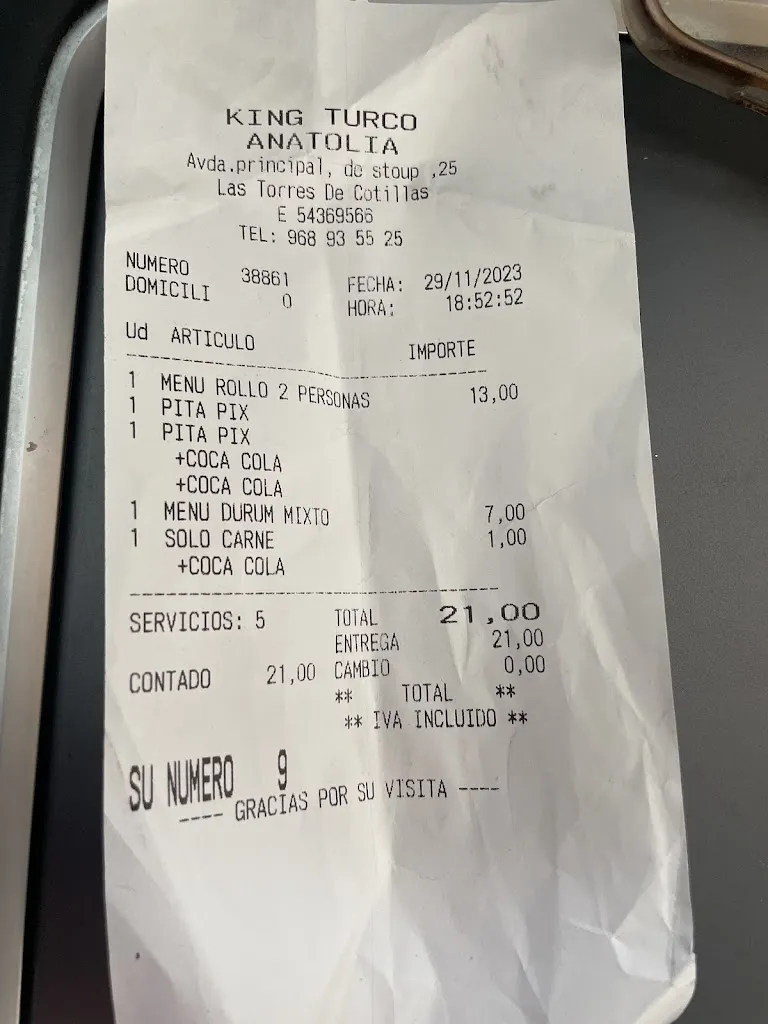 KING TURCO
ANATOLIA
Avda.principal, de stoup ,25
Las Torres De Cotillas
E 54369566
TEL: 968 93 55 25
NUMERO 38861 FECHA: 29/11/2023
DOMICILI 0 HORA: 18:52:52
Ud ARTICULO IMPORTE
1 MENU ROLLO 2 PERSONAS 13,00
1 PITA PIX
1 PITA PIX
+COCA COLA
+COCA COLA
1 MENU DURUM MIXTO 7,00
1 SOLO CARNE 1,00
+COCA COLA
SERVICIOS: 5 TOTAL 21,00
ENTREGA 21,00
CONTADO 21,00 CAMBIO 0,00
** TOTAL **
** IVA INCLUIDO **
SU NUMERO 9
---- GRACIAS POR SU VISITA ----